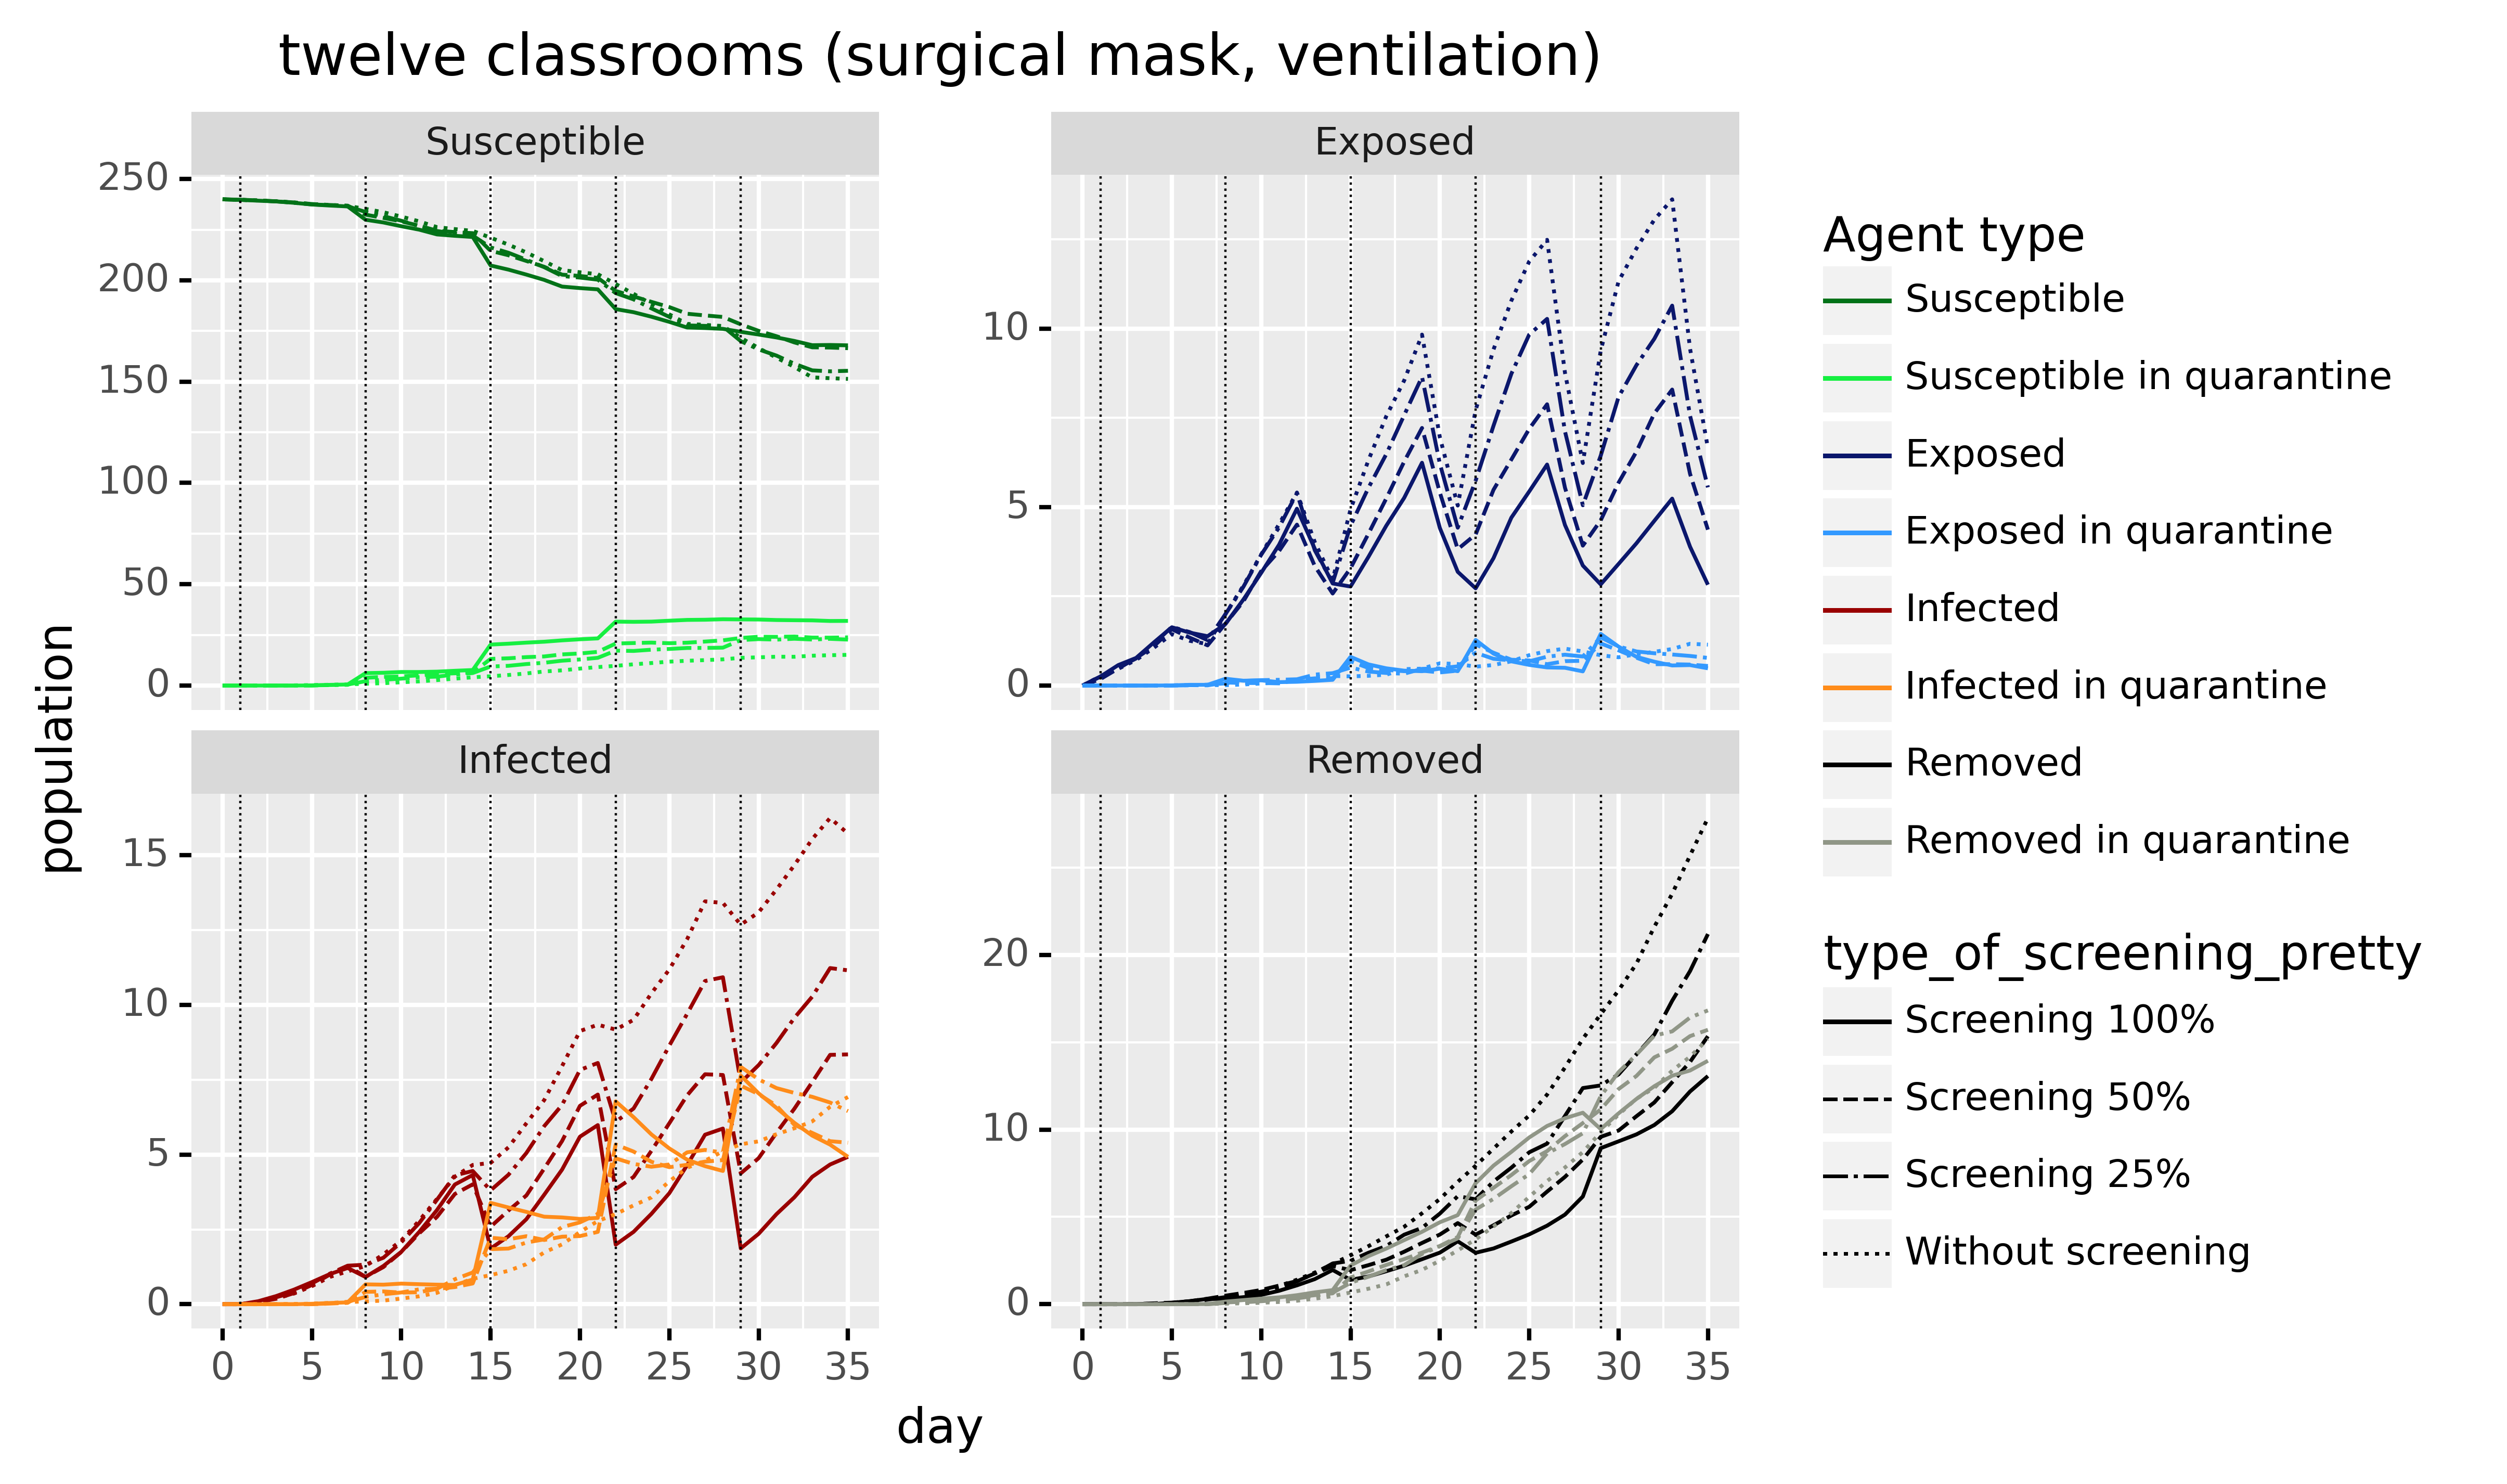 twelve classrooms (surgical mask, ventilation)
Susceptible
Exposed
250
200
150
100
50
0
10
5
0
Infected
Removed
15
10
5
0
20
10
0
0 5 10 15 20 25 30 35
0 5 10 15 20 25 30 35
population
day
Agent type
Susceptible
Susceptible in quarantine
Exposed
Exposed in quarantine
Infected
Infected in quarantine
Removed
Removed in quarantine
type_of_screening_pretty
Screening 100%
Screening 50%
Screening 25%
Without screening